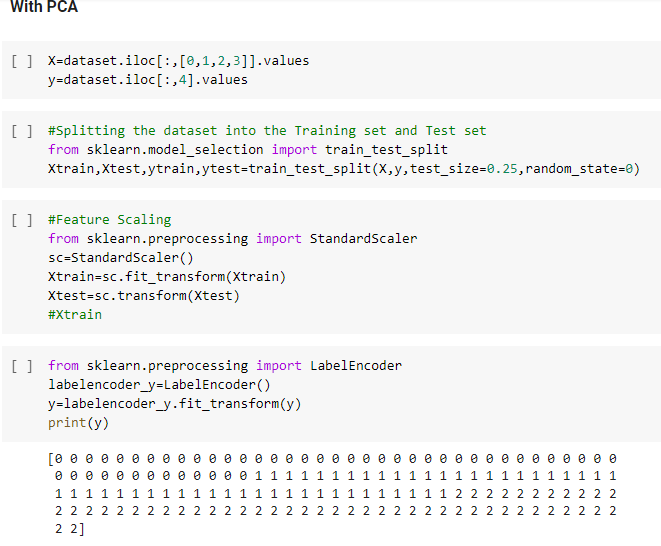 With PCA
[ ] X=dataset.iloc[:,[0,1,2,3]].values
y=dataset.iloc[:,4].values
[ ] #Splitting the dataset into the Training set and Test set
from sklearn.model_selection import train_test_split
Xtrain,Xtest,ytrain,ytest=train_test_split(X,y,test_size=0.25,random_state=0)
[ ] #Feature Scaling
from sklearn.preprocessing import StandardScaler
sc=StandardScaler()
Xtrain=sc.fit_transform(Xtrain)
Xtest=sc.transform(Xtest)
#Xtrain
[ ] from sklearn.preprocessing import LabelEncoder
labelencoder_y=LabelEncoder()
y=labelencoder_y.fit_transform(y)
print(y)
[0 0 0 0 0 0 0 0 0 0 0 0 0 0 0 0 0 0 0 0 0 0 0 0 0 0 0 0 0 0 0 0 0 0 0 0 0
0 0 0 0 0 0 0 0 0 0 0 0 0 1 1 1 1 1 1 1 1 1 1 1 1 1 1 1 1 1 1 1 1 1 1 1 1
1 1 1 1 1 1 1 1 1 1 1 1 1 1 1 1 1 1 1 1 1 1 1 1 1 1 2 2 2 2 2 2 2 2 2 2 2
2 2 2 2 2 2 2 2 2 2 2 2 2 2 2 2 2 2 2 2 2 2 2 2 2 2 2 2 2 2 2 2 2 2 2 2 2
2 2]